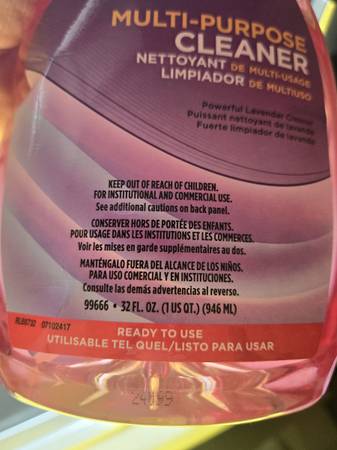 MULTI-PURPOSE
CLEANER
NETTOYANT DE MULTI-USAGE
LIMPIADOR DE MULTIUSO
Powerful Lavender Cleaner
Puissant nettoyant de lavande
Fuerte limpiador de lavanda
KEEP OUT OF REACH OF CHILDREN.
FOR INSTITUTIONAL AND COMMERCIAL USE.
See additional cautions on back panel.
CONSERVER HORS DE PORTÉE DES ENFANTS.
POUR USAGE DANS LES INSTITUTIONS ET LES COMMERCES.
Voir les mises en garde supplémentaires au dos.
MANTÉNGALO FUERA DEL ALCANCE DE LOS NIÑOS.
PARA USO COMERCIAL Y EN INSTITUCIONES.
Consulte las demás advertencias al reverso.
99666 • 32 FL. OZ. (1 US QT.) (946 ML)
07102417
READY TO USE
UTILISABLE TEL QUEL/LISTO PARA USAR